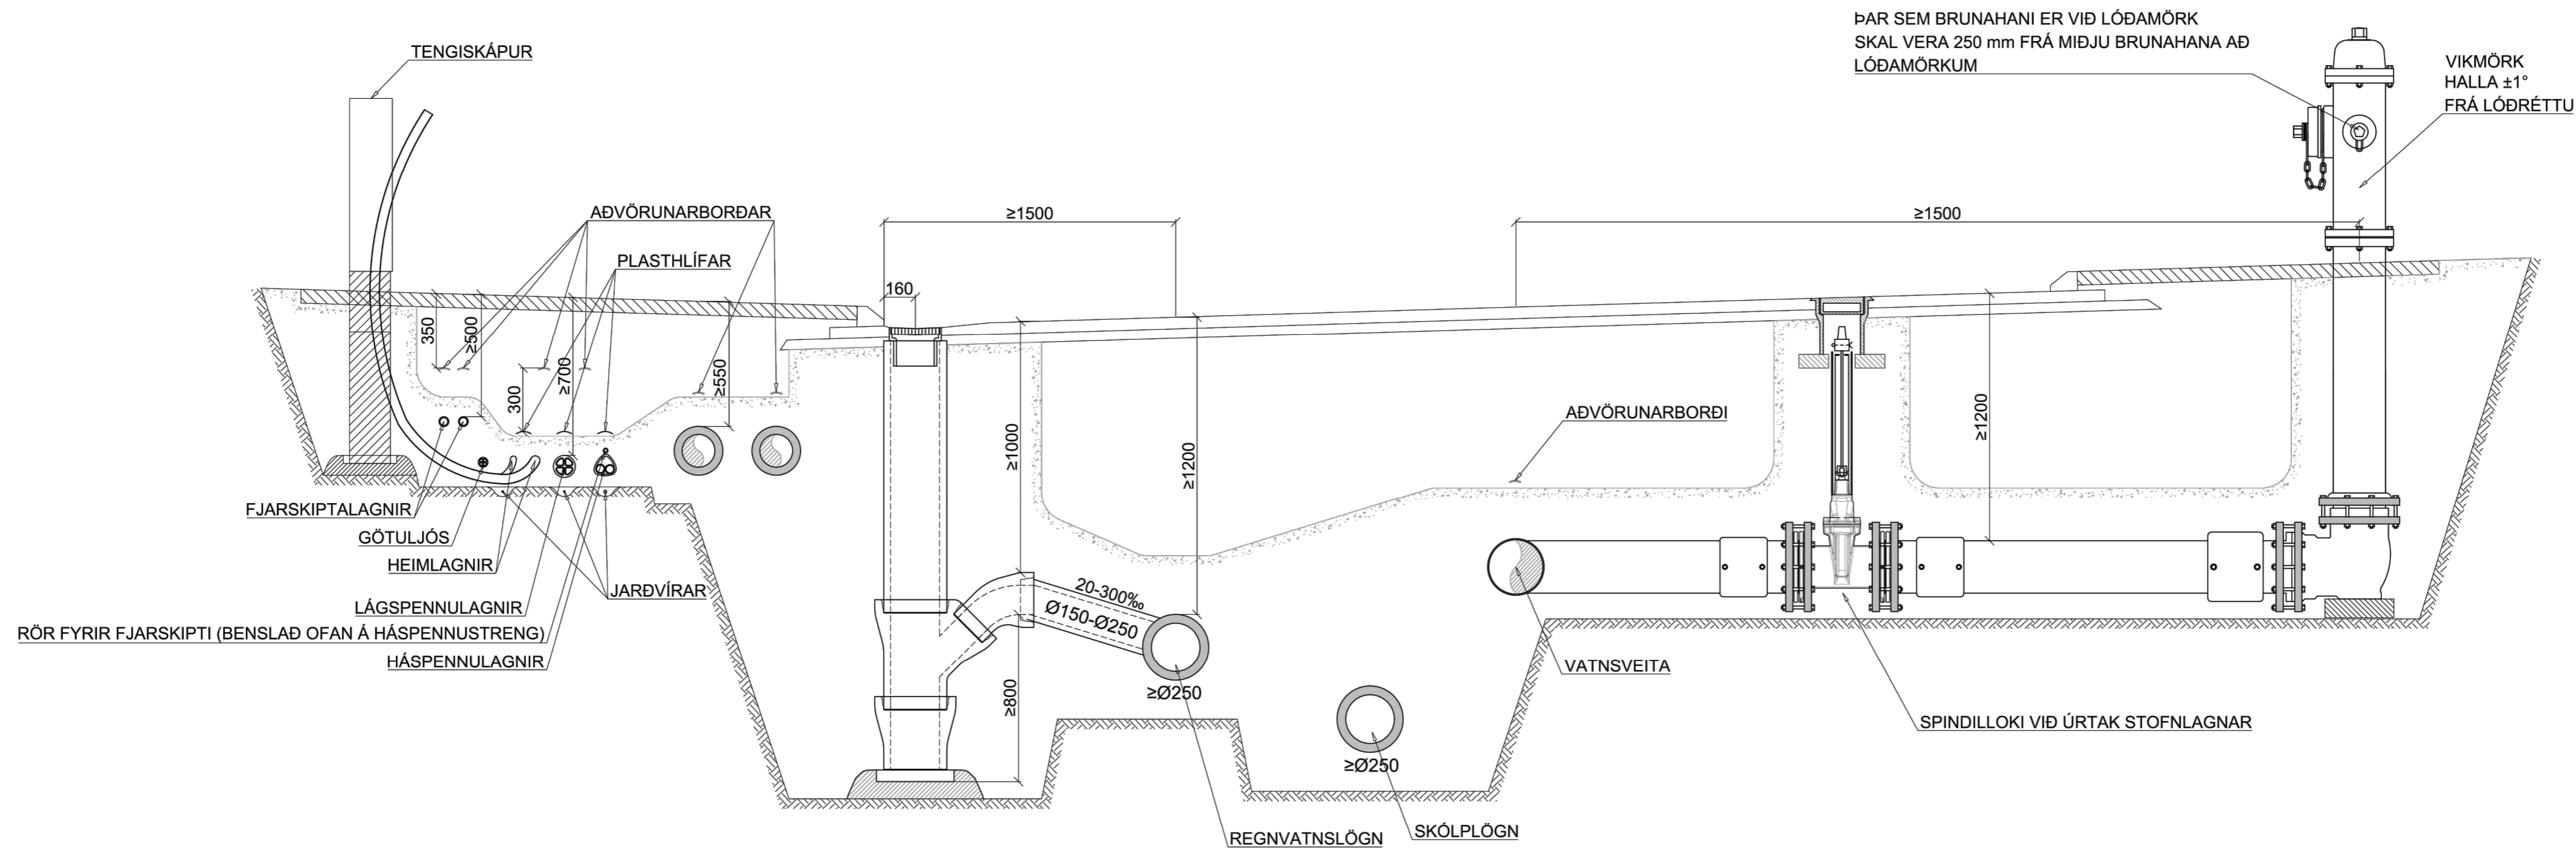 ÞAR SEM BRUNAHANI ER VIÐ LÓÐAMÖRK
SKAL VERA 250 mm FRÁ MIÐJU BRUNAHANA AÐ
LÓÐAMÖRKUM
TENGISKÁPUR
VIKMÖRK
HALLA ±1°
FRÁ LÓÐRÉTTU
AÐVÖRUNARBORÐAR
≥1500
≥1500
PLASTHLÍFAR
160
350
≥500
300
≥700
≥550
≥1000
≥1200
≥1200
AÐVÖRUNARBORÐI
FJARSKIPTALAGNIR
GÖTULJÓS
HEIMLAGNIR
JARÐVÍRAR
LÁGSPENNULAGNIR
RÖR FYRIR FJARSKIPTI (BENSLAÐ OFAN Á HÁSPENNUSTRENG)
HÁSPENNULAGNIR
20-300‰
Ø150-Ø250
≥800
≥Ø250
VATNSVEITA
SPINDILLOKI VIÐ ÚRTAK STOFNLAGNAR
≥Ø250
REGNVATNSLÖGN
SKÓLPLÖGN